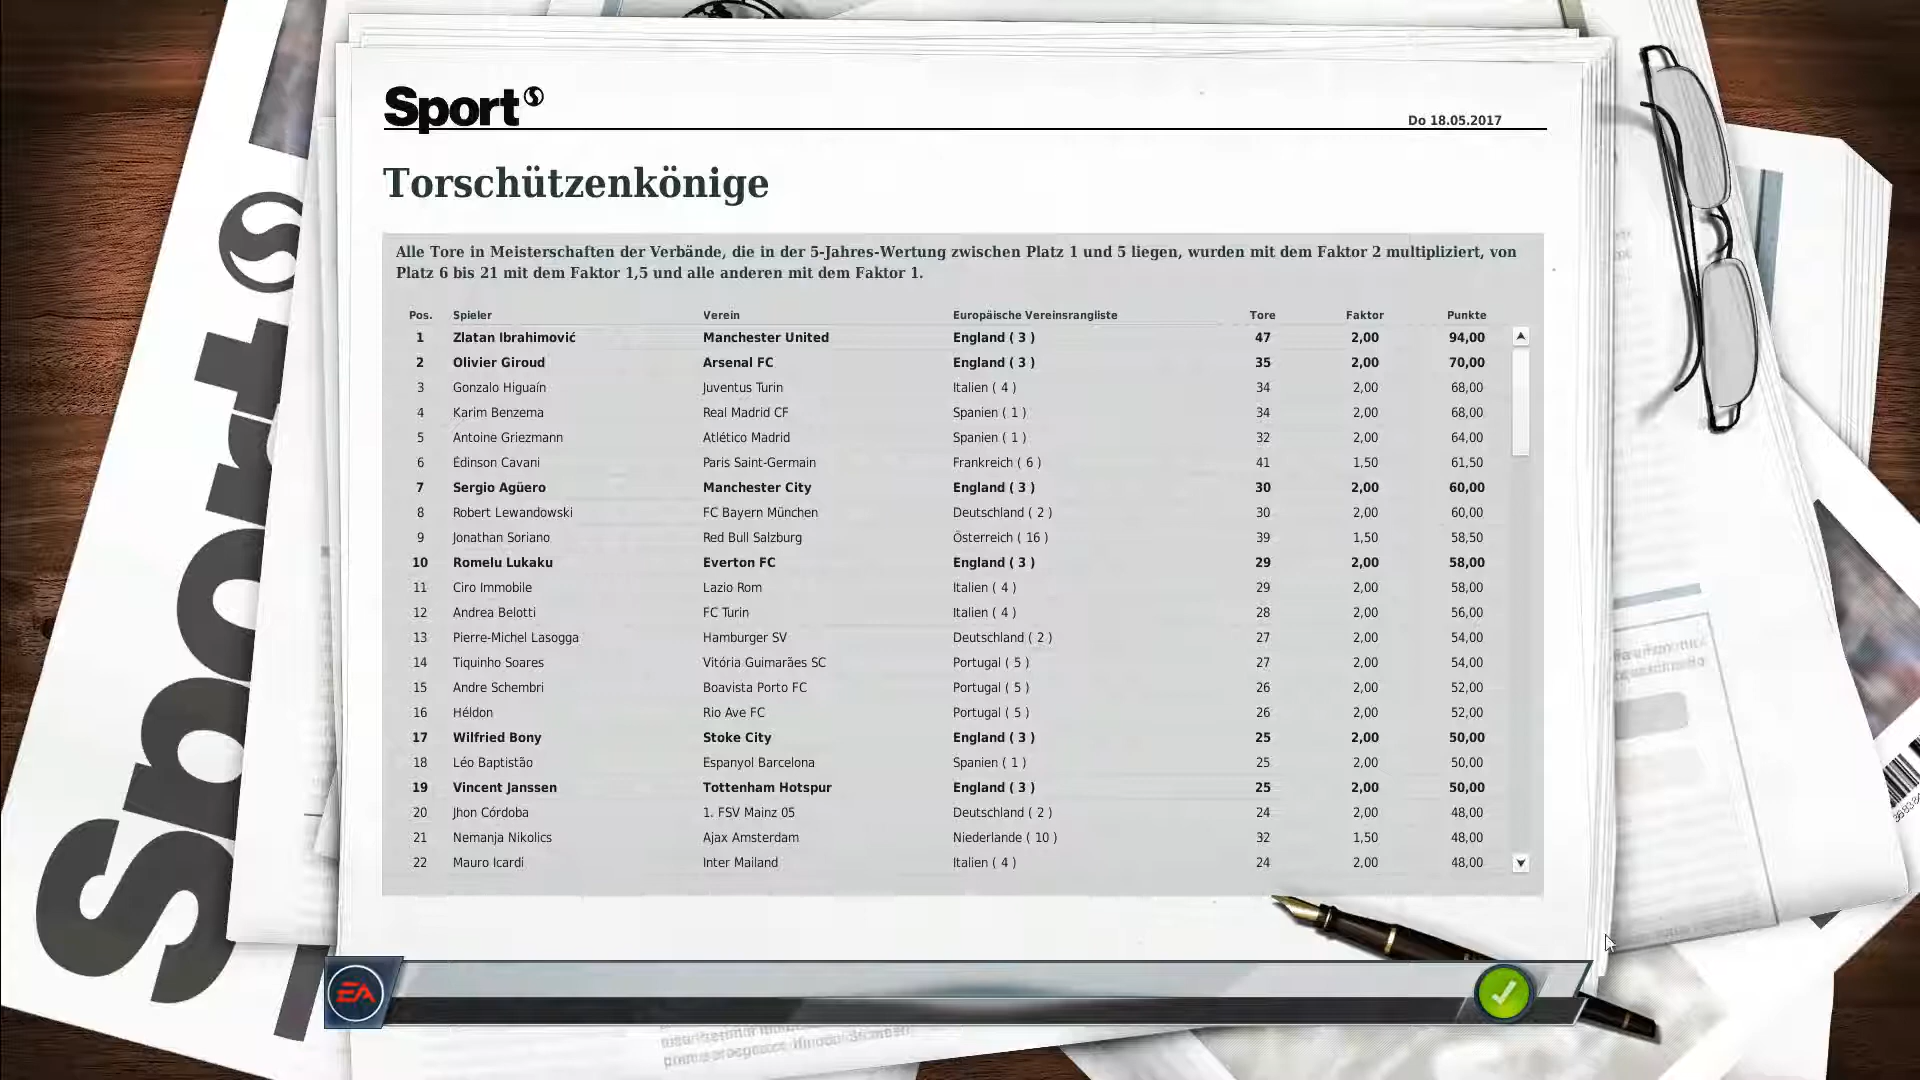 Sport
Do 18.05.2017
Torschützenkönige
Alle Tore in Meisterschaften der Verbände, die in der 5-Jahres-Wertung zwischen Platz 1 und 5 liegen, wurden mit dem Faktor 2 multipliziert, von
Platz 6 bis 21 mit dem Faktor 1,5 und alle anderen mit dem Faktor 1.
Pos. Spieler Verein Europäische Vereinsrangliste Tore Faktor Punkte
1 Zlatan Ibrahimović Manchester United England ( 3 ) 47 2,00 94,00
2 Olivier Giroud Arsenal FC England ( 3 ) 35 2,00 70,00
3 Gonzalo Higuaín Juventus Turin Italien ( 4 ) 34 2,00 68,00
4 Karim Benzema Real Madrid CF Spanien ( 1 ) 34 2,00 68,00
5 Antoine Griezmann Atlético Madrid Spanien ( 1 ) 32 2,00 64,00
6 Édinson Cavani Paris Saint-Germain Frankreich ( 6 ) 41 1,50 61,50
7 Sergio Agüero Manchester City England ( 3 ) 30 2,00 60,00
8 Robert Lewandowski FC Bayern München Deutschland ( 2 ) 30 2,00 60,00
9 Jonathan Soriano Red Bull Salzburg Österreich ( 16 ) 39 1,50 58,50
10 Romelu Lukaku Everton FC England ( 3 ) 29 2,00 58,00
11 Ciro Immobile Lazio Rom Italien ( 4 ) 29 2,00 58,00
12 Andrea Belotti FC Turin Italien ( 4 ) 28 2,00 56,00
13 Pierre-Michel Lasogga Hamburger SV Deutschland ( 2 ) 27 2,00 54,00
14 Tiquinho Soares Vitória Guimarães SC Portugal ( 5 ) 27 2,00 54,00
15 Andre Schembri Boavista Porto FC Portugal ( 5 ) 26 2,00 52,00
16 Héldon Rio Ave FC Portugal ( 5 ) 26 2,00 52,00
17 Wilfried Bony Stoke City England ( 3 ) 25 2,00 50,00
18 Léo Baptistão Espanyol Barcelona Spanien ( 1 ) 25 2,00 50,00
19 Vincent Janssen Tottenham Hotspur England ( 3 ) 25 2,00 50,00
20 Jhon Córdoba 1. FSV Mainz 05 Deutschland ( 2 ) 24 2,00 48,00
21 Nemanja Nikolics Ajax Amsterdam Niederlande ( 10 ) 32 1,50 48,00
22 Mauro Icardi Inter Mailand Italien ( 4 ) 24 2,00 48,00
EA
Sport